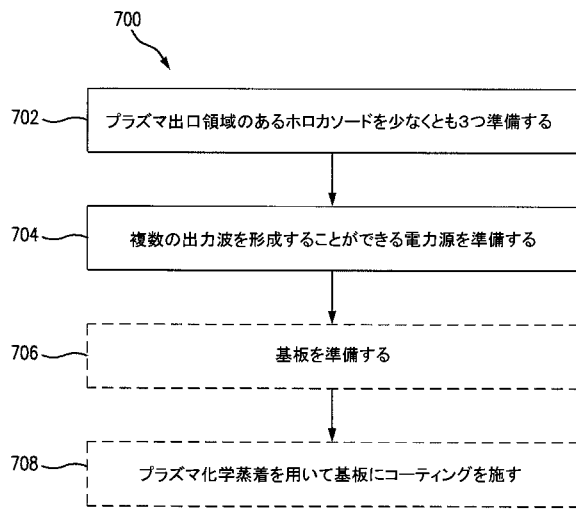 700
702
プラズマ出口領域のあるホロカソードを少なくとも3つ準備する
704
複数の出力波を形成することができる電力源を準備する
706
基板を準備する
708
プラズマ化学蒸着を用いて基板にコーティングを施す